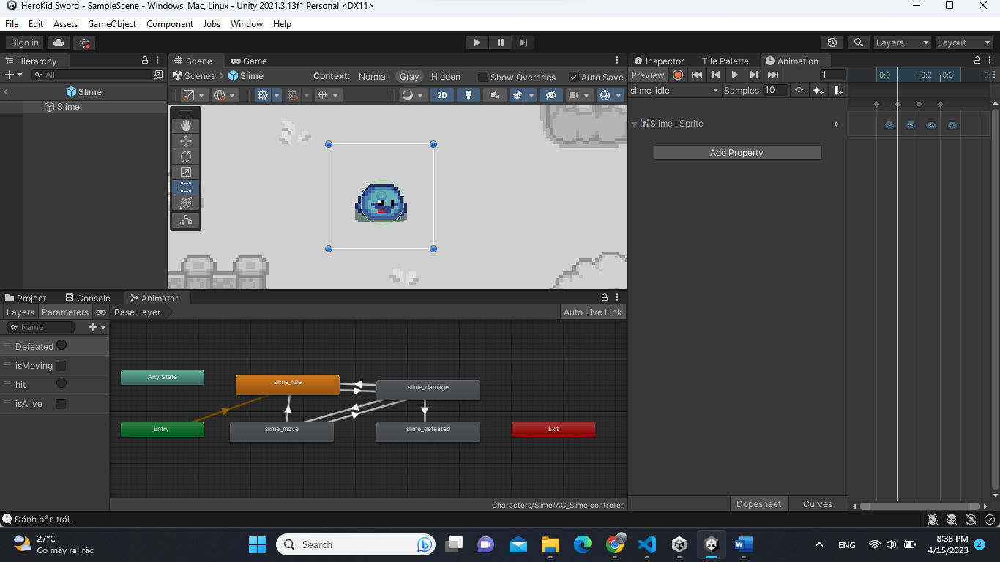 HeroKid Sword - SampleScene - Windows, Mac, Linux - Unity 2021.3.13f1 Personal <DX11>
File Edit Assets GameObject Component Jobs Window Help
Sign in Layers Layout
Hierarchy
All
Slime
Slime
Scene Game
Scenes Slime Context: Normal Gray Hidden Show Overrides Auto Save
2D
Inspector Tile Palette Animation
Preview 1 0:0 0:2 0:3
slime_idle Samples 10
Slime : Sprite
Add Property
Dopesheet Curves
Project Console Animator
Layers Parameters Base Layer Auto Live Link
Name
Defeated
isMoving
hit
isAlive
Any State slime_idle slime_damage
Entry slime_move slime_defeated Exit
Characters/Slime/AC_Slime.controller
Đánh bên trái.
27°C
Có mây rải rác
Search
ENG
8:38 PM
4/15/2023
2